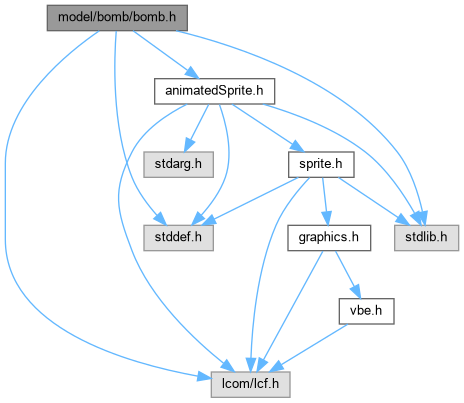 model/bomb/bomb.h
animatedSprite.h
stdarg.h
sprite.h
stddef.h
graphics.h
stdlib.h
vbe.h
lcom/lcf.h